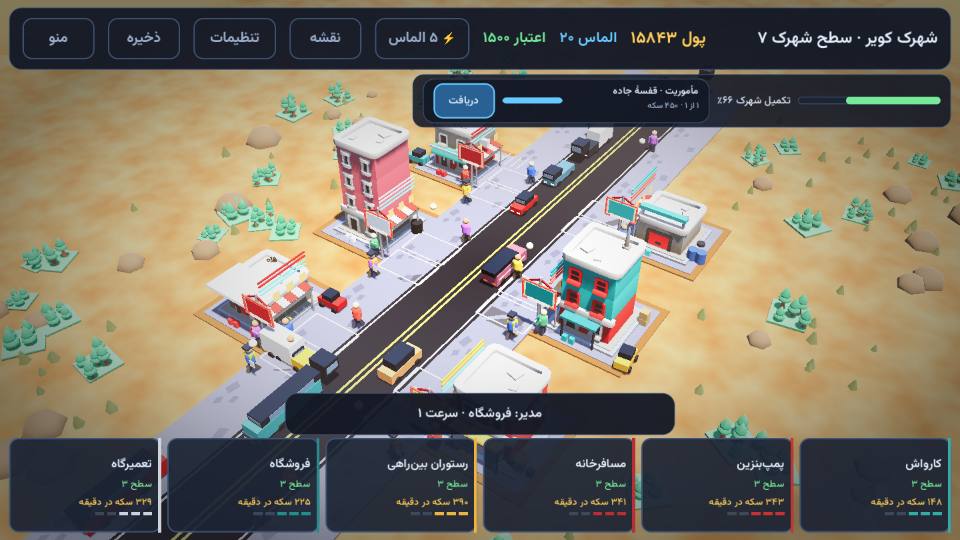 شهرک کویر · سطح شهرک ۷
پول ۱۵۸۴۳
الماس ۲۰
اعتبار ۱۵۰۰
⚡ ۵ الماس
نقشه
تنظیمات
ذخیره
منو
تکمیل شهرک ۶۶٪
مأموریت · قفسهٔ جاده
۱ از ۱ · ۴۵۰ سکه
دریافت
مدیر: فروشگاه · سرعت ۱
کارواش
سطح ۳
۱۴۸ سکه در دقیقه
پمپ‌بنزین
سطح ۳
۳۴۳ سکه در دقیقه
مسافرخانه
سطح ۳
۳۴۱ سکه در دقیقه
رستوران بین‌راهی
سطح ۳
۳۹۰ سکه در دقیقه
فروشگاه
سطح ۳
۲۲۵ سکه در دقیقه
تعمیرگاه
سطح ۳
۳۲۹ سکه در دقیقه